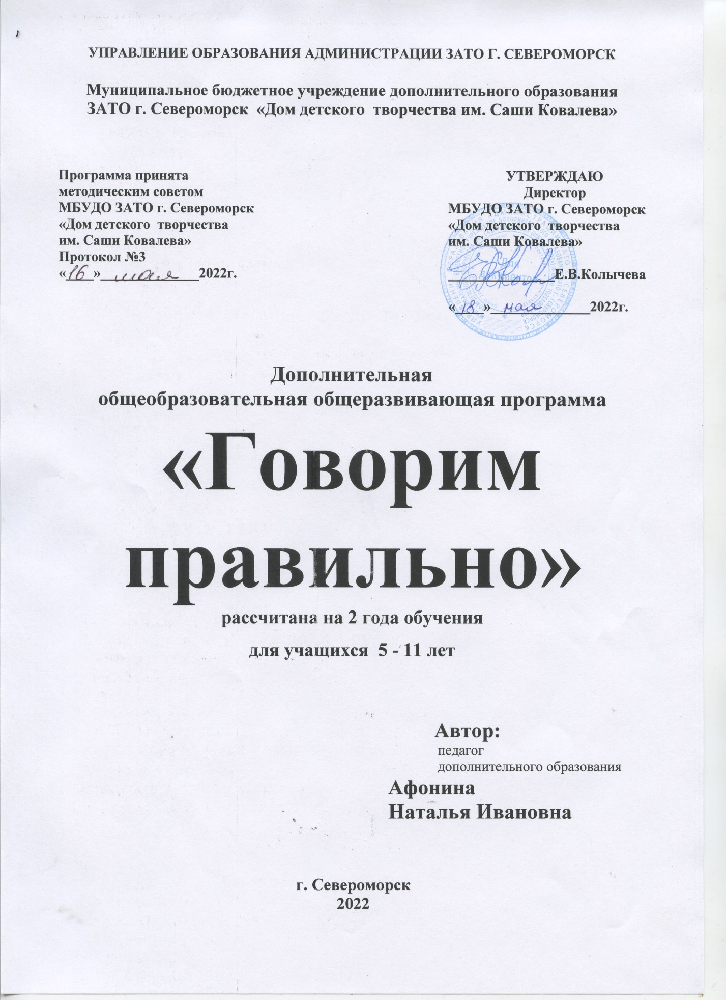 УПРАВЛЕНИЕ ОБРАЗОВАНИЯ АДМИНИСТРАЦИИ ЗАТО Г. СЕВЕРОМОРСК
Муниципальное бюджетное учреждение дополнительного образования
ЗАТО г. Североморск «Дом детского творчества им. Саши Ковалева»
Программа принята
методическим советом
МБУДО ЗАТО г. Североморск
«Дом детского творчества
им. Саши Ковалева»
Протокол №3
«16» мая 2022г.
УТВЕРЖДАЮ
Директор
МБУДО ЗАТО г. Североморск
«Дом детского творчества
им. Саши Ковалева»
Е.В.Колычева
«18» мая 2022г.
Для
документов
Дополнительная
общеобразовательная общеразвивающая программа
«Говорим
правильно»
рассчитана на 2 года обучения
для учащихся 5 - 11 лет
Автор:
педагог
дополнительного образования
Афонина
Наталья Ивановна
г. Североморск
2022